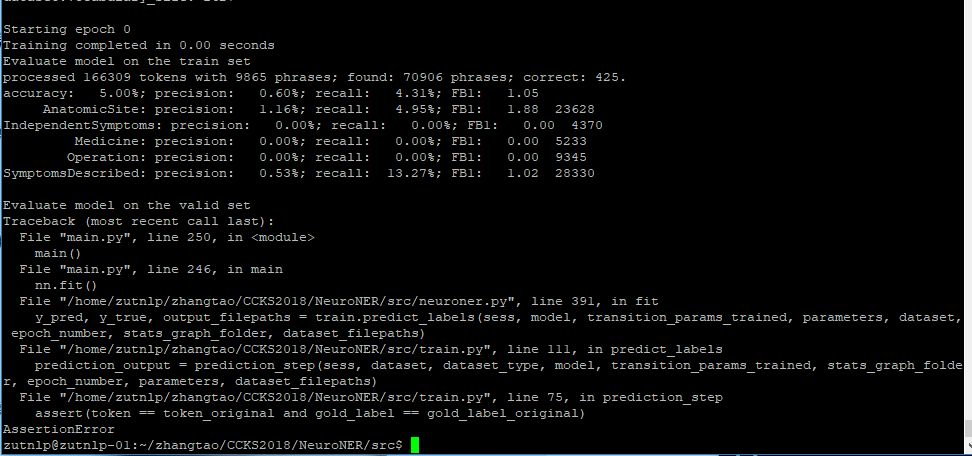 Starting epoch 0
Training completed in 0.00 seconds
Evaluate model on the train set
processed 166309 tokens with 9865 phrases; found: 70906 phrases; correct: 425.
accuracy:   5.00%; precision:   0.60%; recall:   4.31%; FB1:   1.05
     AnatomicSite: precision:   1.16%; recall:   4.95%; FB1:   1.88  23628
IndependentSymptoms: precision:   0.00%; recall:   0.00%; FB1:   0.00  4370
         Medicine: precision:   0.00%; recall:   0.00%; FB1:   0.00  5233
        Operation: precision:   0.00%; recall:   0.00%; FB1:   0.00  9345
SymptomsDescribed: precision:   0.53%; recall:  13.27%; FB1:   1.02  28330
Evaluate model on the valid set
Traceback (most recent call last):
  File "main.py", line 250, in <module>
    main()
  File "main.py", line 246, in main
    nn.fit()
  File "/home/zutnlp/zhangtao/CCKS2018/NeuroNER/src/neuroner.py", line 391, in fit
    y_pred, y_true, output_filepaths = train.predict_labels(sess, model, transition_params_trained, parameters, dataset,
 epoch_number, stats_graph_folder, dataset_filepaths)
  File "/home/zutnlp/zhangtao/CCKS2018/NeuroNER/src/train.py", line 111, in predict_labels
    prediction_output = prediction_step(sess, dataset, dataset_type, model, transition_params_trained, stats_graph_folde
r, epoch_number, parameters, dataset_filepaths)
  File "/home/zutnlp/zhangtao/CCKS2018/NeuroNER/src/train.py", line 75, in prediction_step
    assert(token == token_original and gold_label == gold_label_original)
AssertionError
zutnlp@zutnlp-01:~/zhangtao/CCKS2018/NeuroNER/src$